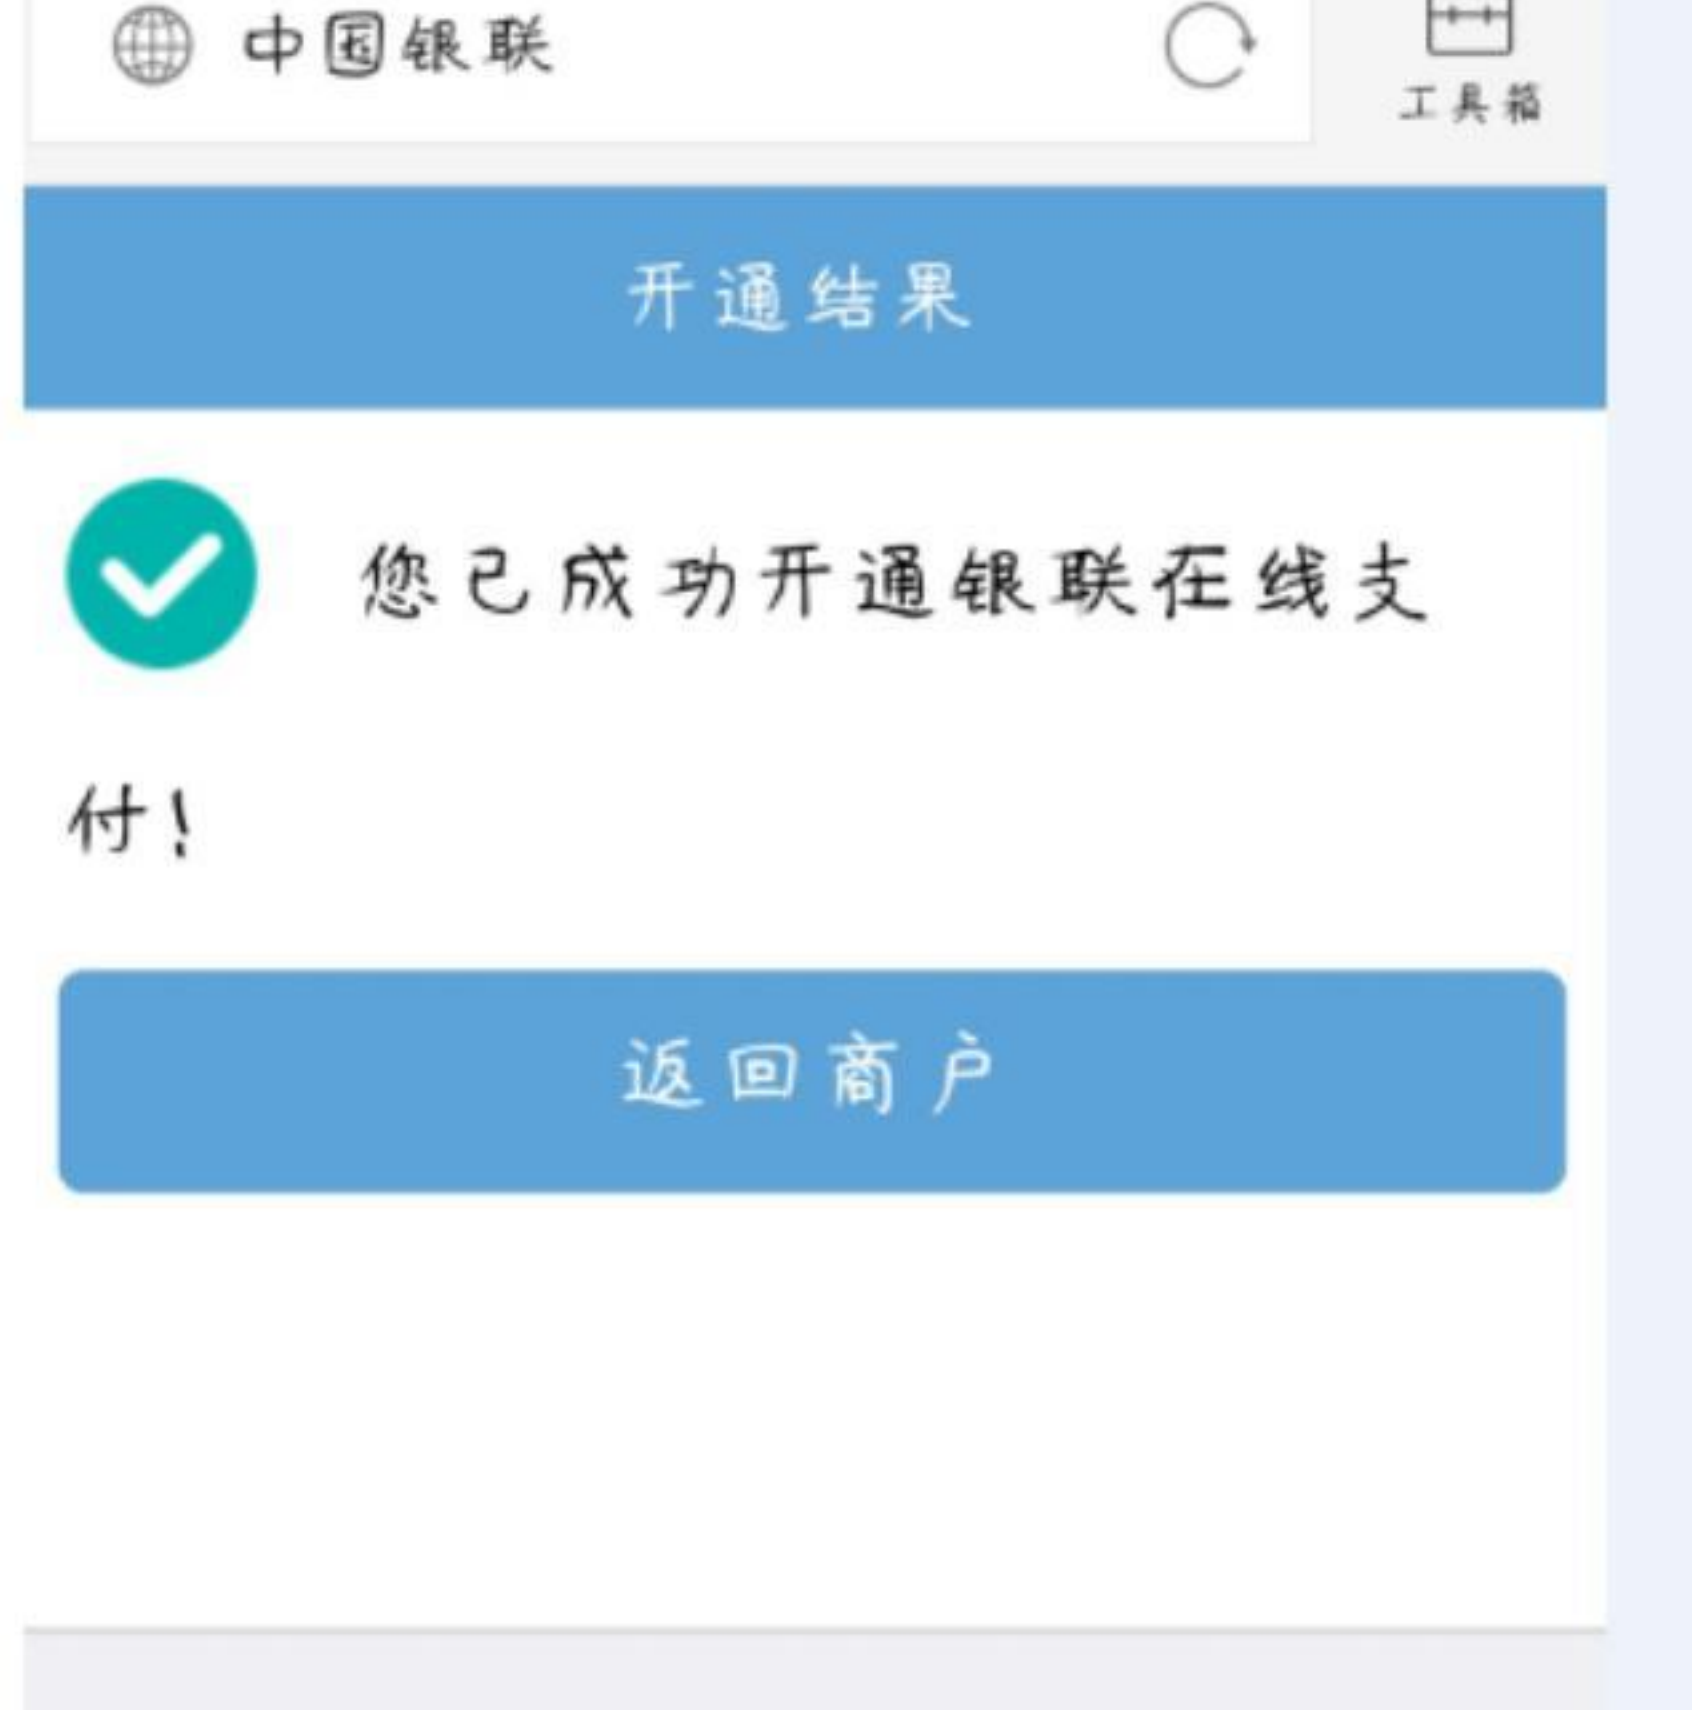 中国银联
工具箱
开通结果
您已成功开通银联在线支
付!
返回商户